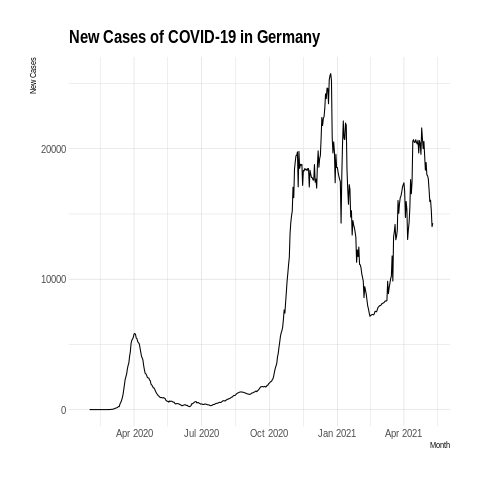 New Cases of COVID-19 in Germany
New Cases
20000
10000
0
Apr 2020 Jul 2020 Oct 2020 Jan 2021 Apr 2021
Month